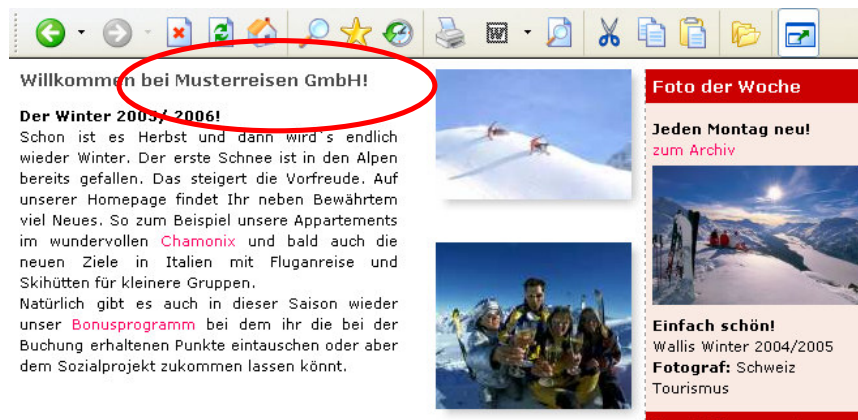 Willkommen bei Musterreisen GmbH!
Der Winter 2005/ 2006!
Schon ist es Herbst und dann wird`s endlich
wieder Winter. Der erste Schnee ist in den Alpen
bereits gefallen. Das steigert die Vorfreude. Auf
unserer Homepage findet Ihr neben Bewährtem
viel Neues. So zum Beispiel unsere Appartements
im wundervollen Chamonix und bald auch die
neuen Ziele in Italien mit Fluganreise und
Skihütten für kleinere Gruppen.
Natürlich gibt es auch in dieser Saison wieder
unser Bonusprogramm bei dem ihr die bei der
Buchung erhaltenen Punkte eintauschen oder aber
dem Sozialprojekt zukommen lassen könnt.
Foto der Woche
Jeden Montag neu!
zum Archiv
Einfach schön!
Wallis Winter 2004/2005
Fotograf: Schweiz
Tourismus